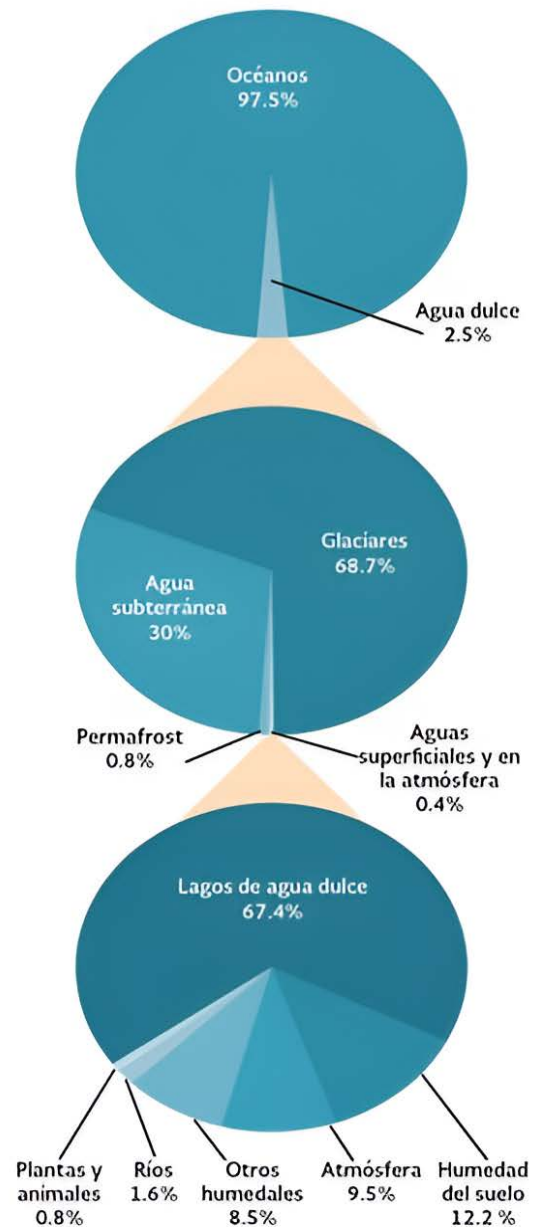 Océanos
97.5%
Agua dulce
2.5%
Glaciares
68.7%
Agua
subterránea
30%
Permafrost
0.8%
Aguas
superficiales y en
la atmósfera
0.4%
Lagos de agua dulce
67.4%
Plantas y
animales
0.8%
Ríos
1.6%
Otros
humedales
8.5%
Atmósfera
9.5%
Humedad
del suelo
12.2 %